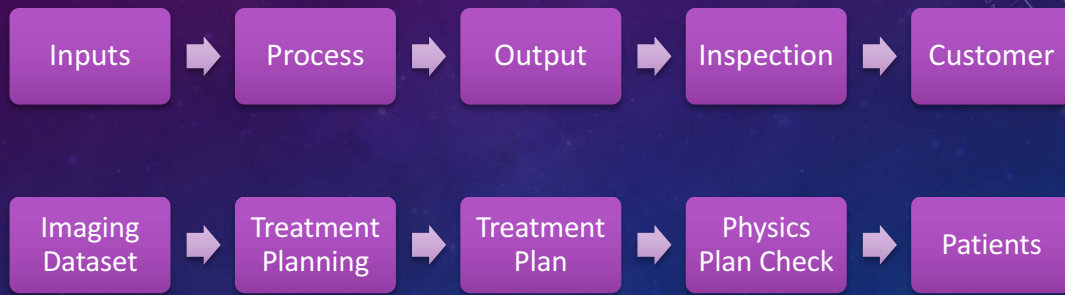 Inputs
Process
Output
Inspection
Customer
Imaging
Dataset
Treatment
Planning
Treatment
Plan
Physics
Plan Check
Patients